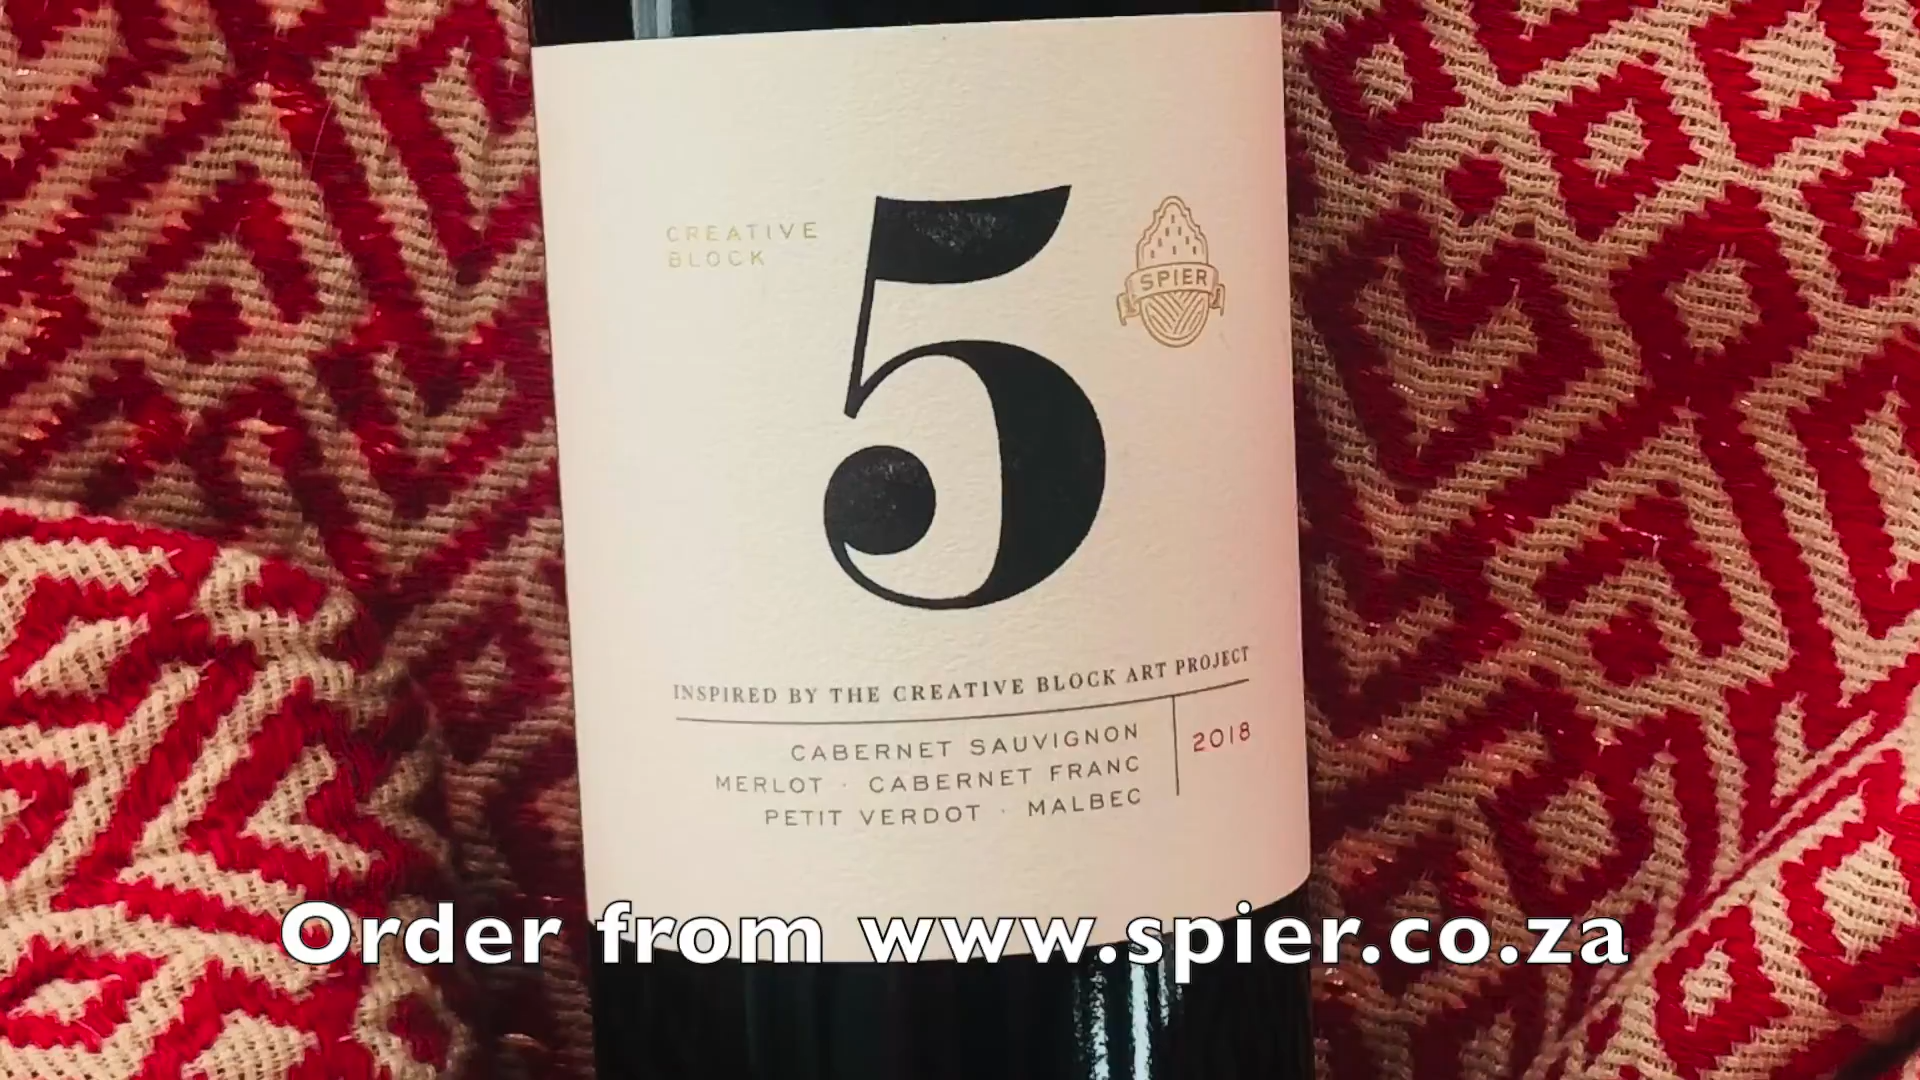 CREATIVE
BLOCK
5
SPIER
INSPIRED BY THE CREATIVE BLOCK ART PROJECT
CABERNET SAUVIGNON
MERLOT · CABERNET FRANC
PETIT VERDOT · MALBEC
2018
Order from www.spier.co.za